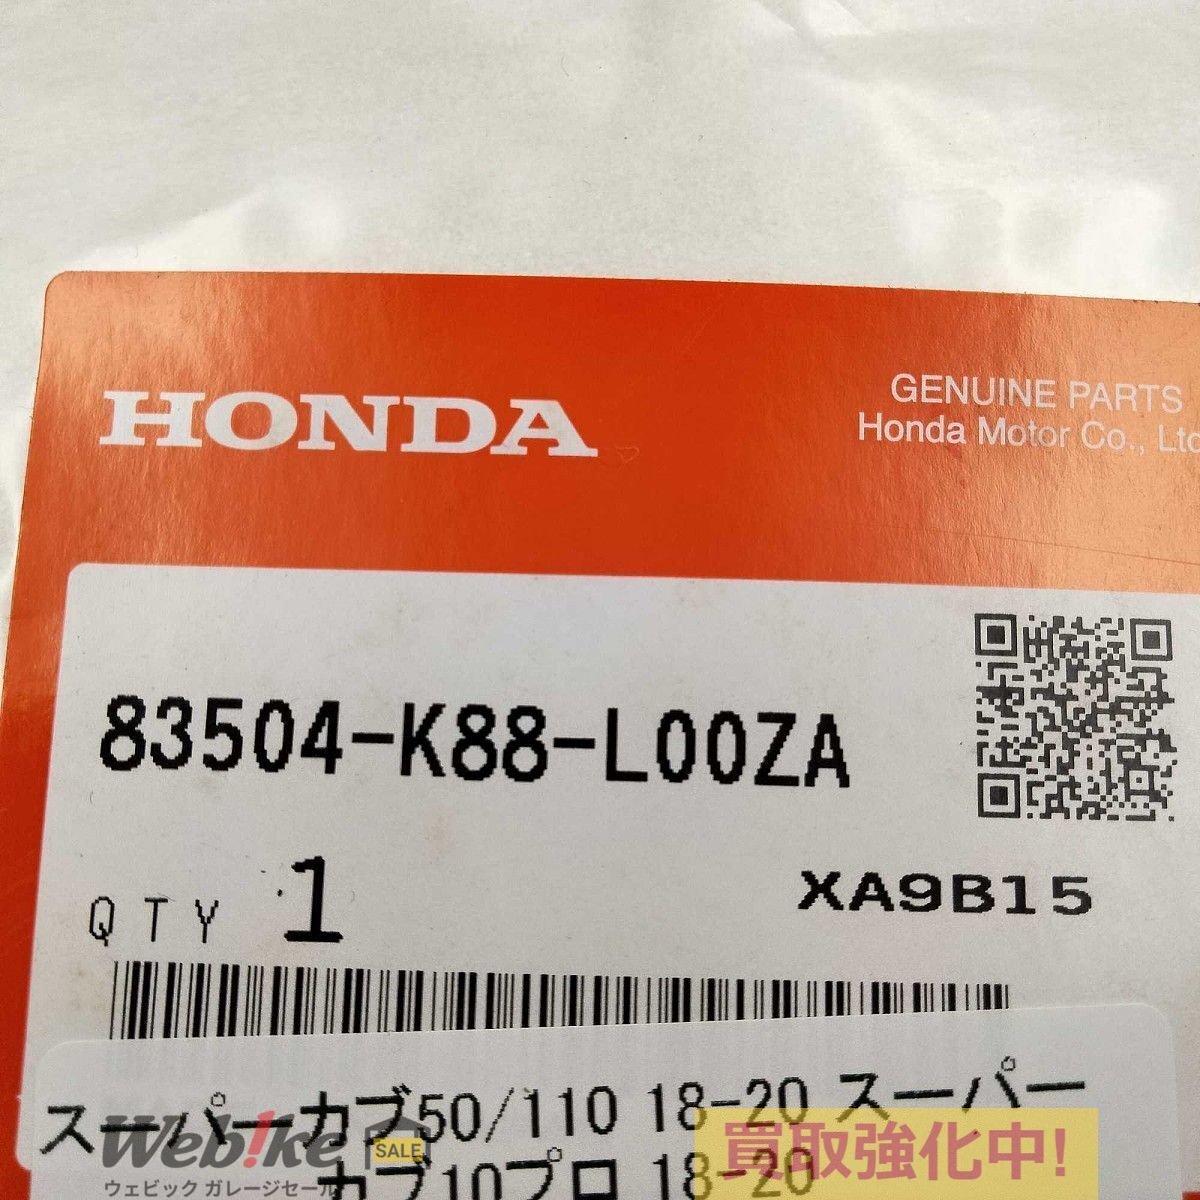 HONDA
GENUINE PARTS
Honda Motor Co., Ltd
83504-K88-L00ZA
QTY 1
XA9B15
スーパーカブ50/110 18-20 スーパー
カブ10プロ 18-20
Web!ke
SALE
ウェビック ガレージセール
買取強化中!